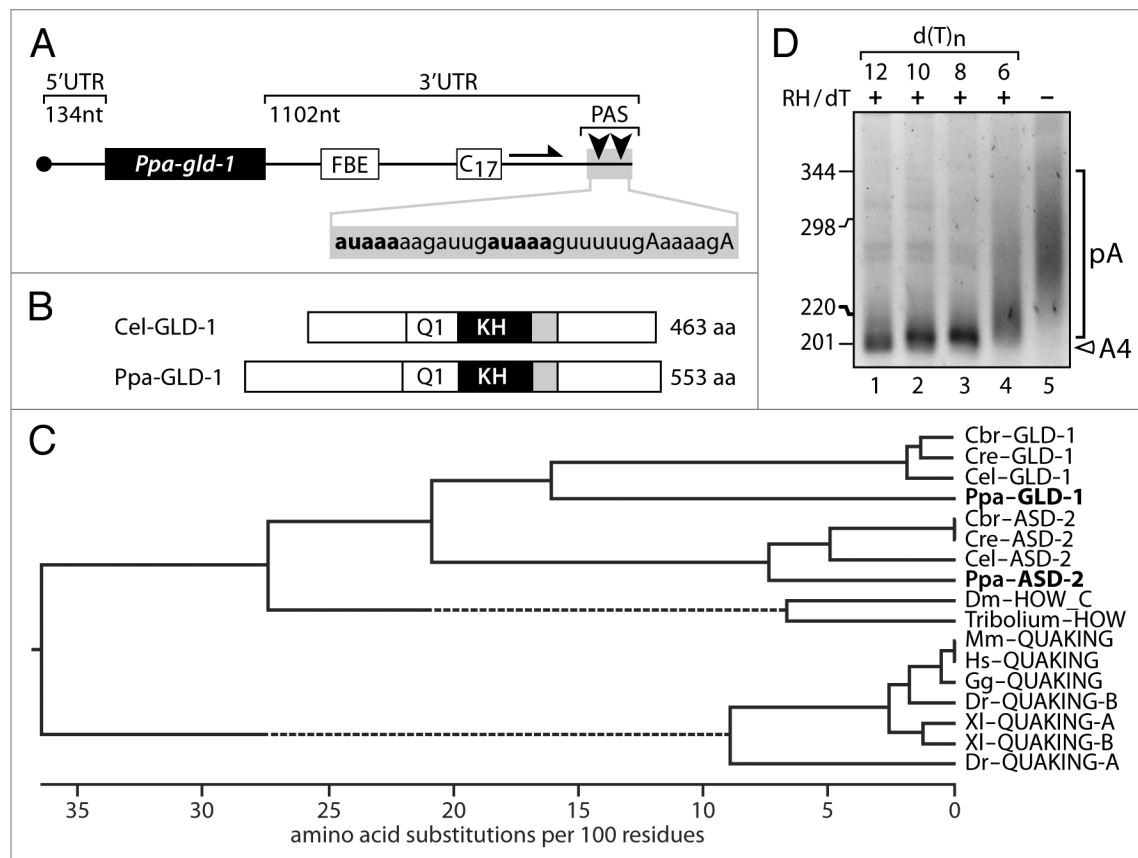 A
5'UTR
3'UTR
134nt
1102nt
PAS
Ppa-gld-1
FBE
C17
auaaaaagauugauaaaguuuuugAaaaagA
B
Cel-GLD-1
Q1
KH
463 aa
Ppa-GLD-1
Q1
KH
553 aa
C
Cbr–GLD-1
Cre–GLD-1
Cel–GLD-1
Ppa–GLD-1
Cbr–ASD-2
Cre–ASD-2
Cel–ASD-2
Ppa–ASD-2
Dm–HOW_C
Tribolium–HOW
Mm–QUAKING
Hs–QUAKING
Gg–QUAKING
Dr–QUAKING-B
Xl–QUAKING-A
Xl–QUAKING-B
Dr–QUAKING-A
35 30 25 20 15 10 5 0
amino acid substitutions per 100 residues
D
d(T)n
12 10 8 6
RH/dT + + + + –
344
298
220
201
pA
A4
1 2 3 4 5